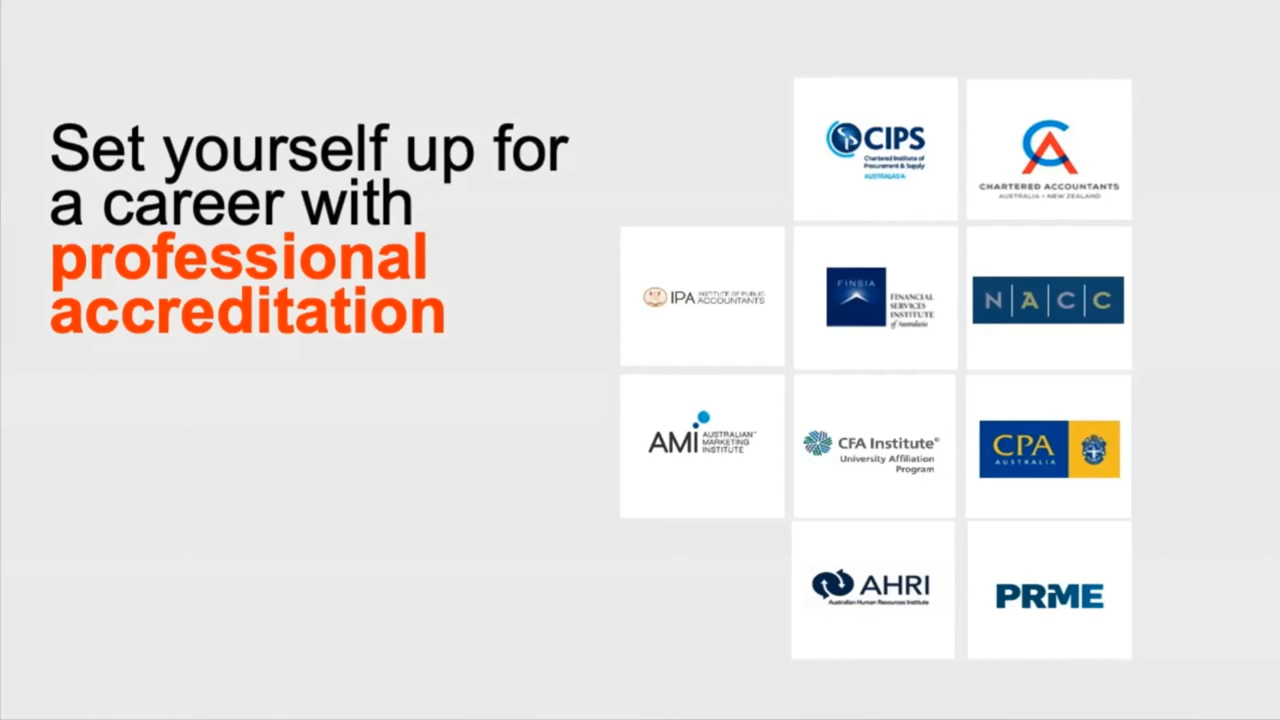 Set yourself up for
a career with
professional
accreditation
CIPS
Chartered Institute of
Procurement & Supply
AUSTRALASIA
CA
CHARTERED ACCOUNTANTS
AUSTRALIA • NEW ZEALAND
IPA INSTITUTE OF PUBLIC
ACCOUNTANTS
FINSIA
FINANCIAL
SERVICES
INSTITUTE
of Australasia
N|A|C|C
AMI AUSTRALIAN
MARKETING
INSTITUTE
CFA Institute®
University Affiliation
Program
CPA
AUSTRALIA
AHRI
Australian Human Resources Institute
PRME